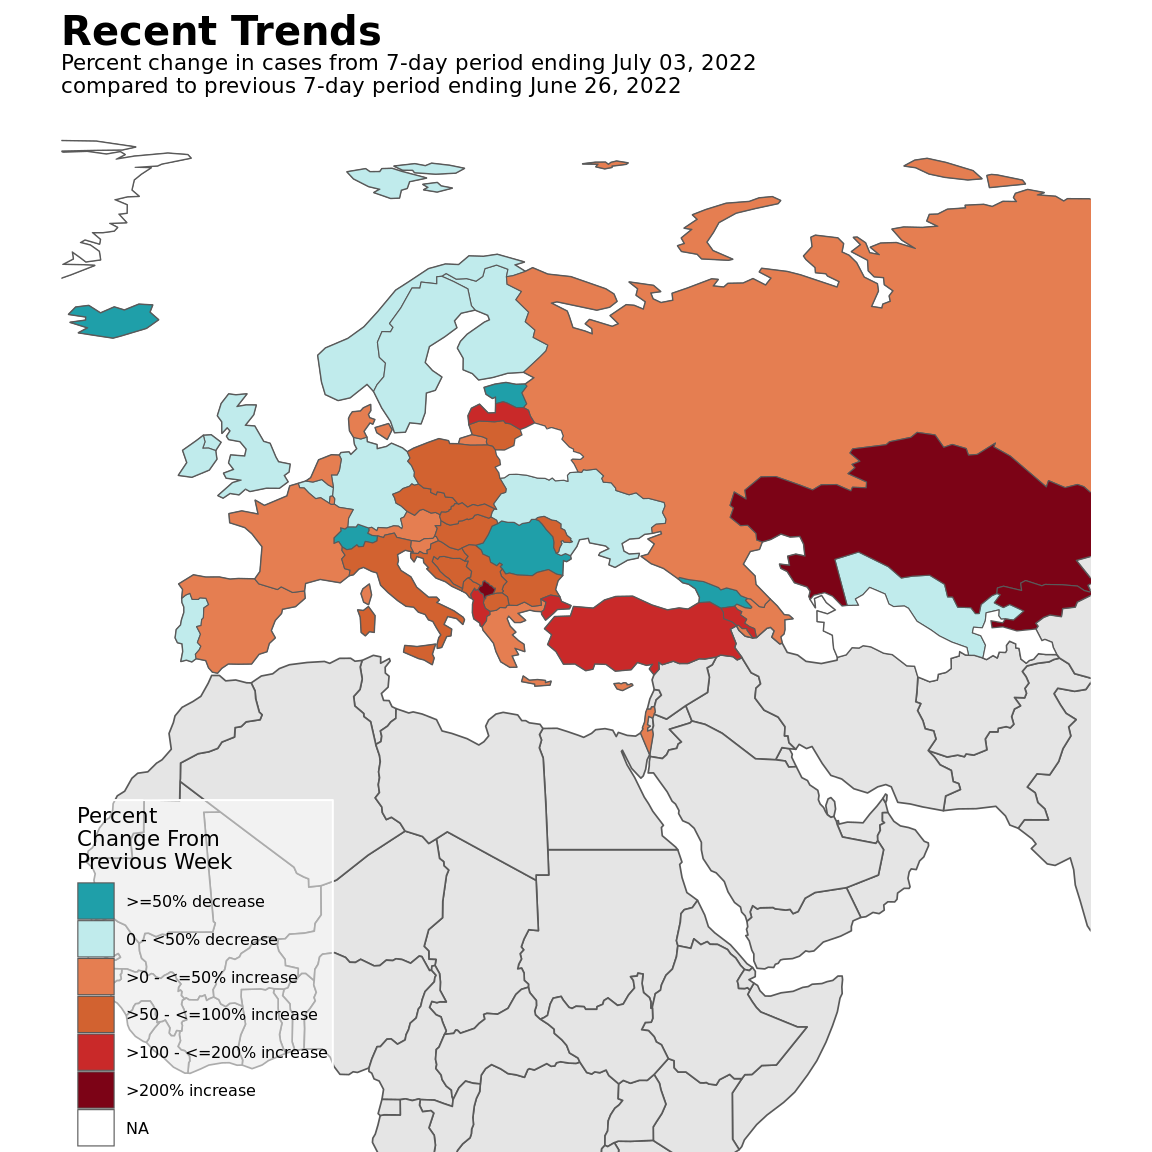 Recent Trends
Percent change in cases from 7-day period ending July 03, 2022
compared to previous 7-day period ending June 26, 2022
Percent
Change From
Previous Week
>=50% decrease
0 - <50% decrease
>0 - <=50% increase
>50 - <=100% increase
>100 - <=200% increase
>200% increase
NA